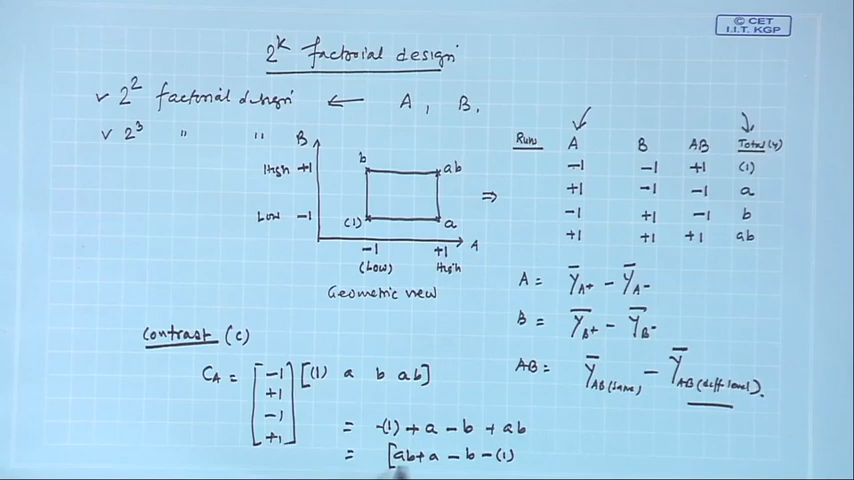 © CET
I.I.T. KGP
2^k factorial design
✓ 2^2 factorial design ← A, B.
✓ 2^3 " "
B
High +1
Low -1
b ab
(1) a
-1 +1 A
(Low) High
Geometric view
⇒
Run A B AB Total(y)
-1 -1 +1 (1)
+1 -1 -1 a
-1 +1 -1 b
+1 +1 +1 ab
A = ȳ_A+ - ȳ_A-
B = ȳ_B+ - ȳ_B-
AB = ȳ_AB(same) - ȳ_AB(diff level).
Contrast (C)
C_A = [-1 +1 -1 +1] [(1) a b ab]
= -(1) + a - b + ab
= [ab + a - b - (1)